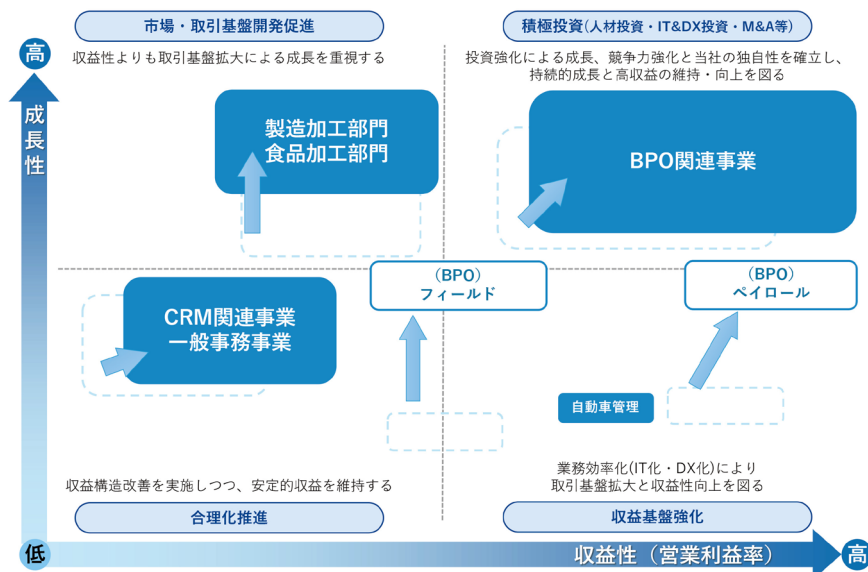 市場・取引基盤開発促進
積極投資(人材投資・IT&DX投資・M&A等)
収益性よりも取引基盤拡大による成長を重視する
投資強化による成長、競争力強化と当社の独自性を確立し、
持続的成長と高収益の維持・向上を図る
高
成長性
製造加工部門
食品加工部門
BPO関連事業
(BPO)
フィールド
(BPO)
ペイロール
CRM関連事業
一般事務事業
自動車管理
収益構造改善を実施しつつ、安定的収益を維持する
業務効率化(IT化・DX化)により
取引基盤拡大と収益性向上を図る
合理化推進
収益基盤強化
低
収益性（営業利益率）
高